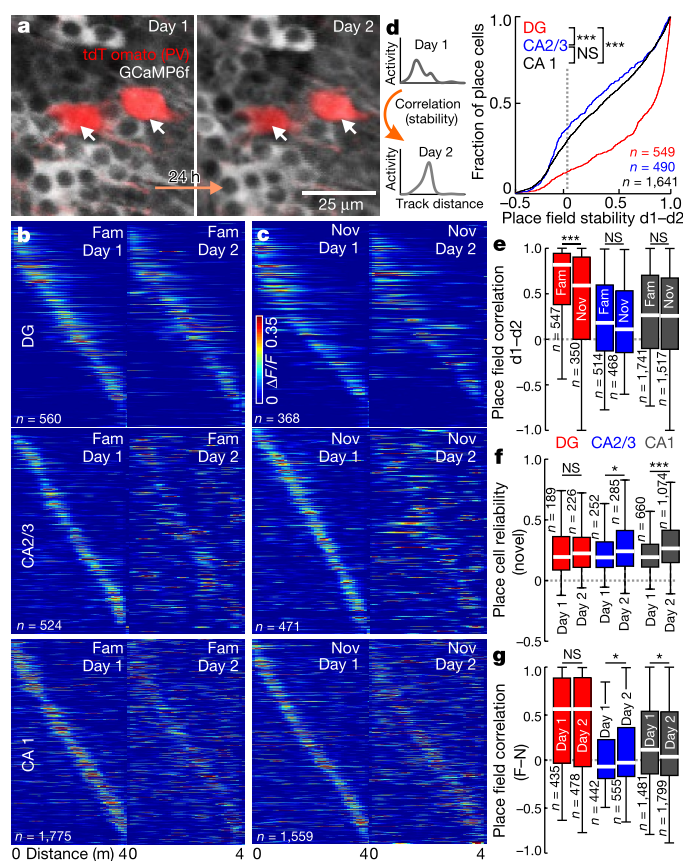 a
Day 1
Day 2
tdTomato (PV)
GCaMP6f
24 h
25 μm
d
Activity
Day 1
Correlation
(stability)
Activity
Day 2
Track distance
Fraction of place cells
1.0
0.5
DG
CA2/3
CA 1
***
NS
***
n = 549
n = 490
n = 1,641
−0.5
0
0.5
1.0
Place field stability d1–d2
b
Fam
Day 1
Fam
Day 2
DG
n = 560
c
Nov
Day 1
Nov
Day 2
0 ΔF/F 0.35
n = 368
Fam
Day 1
Fam
Day 2
CA2/3
n = 524
Nov
Day 1
Nov
Day 2
n = 471
Fam
Day 1
Fam
Day 2
CA 1
n = 1,775
Nov
Day 1
Nov
Day 2
n = 1,559
0 Distance (m) 4
0
4
0
4
0
4
e
Place field correlation
d1–d2
1.0
0.5
0
−0.5
−1.0
***
NS
NS
Fam
Nov
Fam
Nov
Fam
Nov
n = 547
n = 350
n = 514
n = 468
n = 1,741
n = 1,517
DG
CA2/3
CA1
f
Place cell reliability
(novel)
1.0
0.5
0
−0.5
NS
*
***
n = 189
n = 226
n = 252
n = 285
n = 660
n = 1,074
Day 1
Day 2
Day 1
Day 2
Day 1
Day 2
g
Place field correlation
(F–N)
1.0
0.5
0
−0.5
−1.0
NS
*
*
Day 1
Day 2
Day 1
Day 2
Day 1
Day 2
n = 435
n = 478
n = 442
n = 555
n = 1,481
n = 1,799